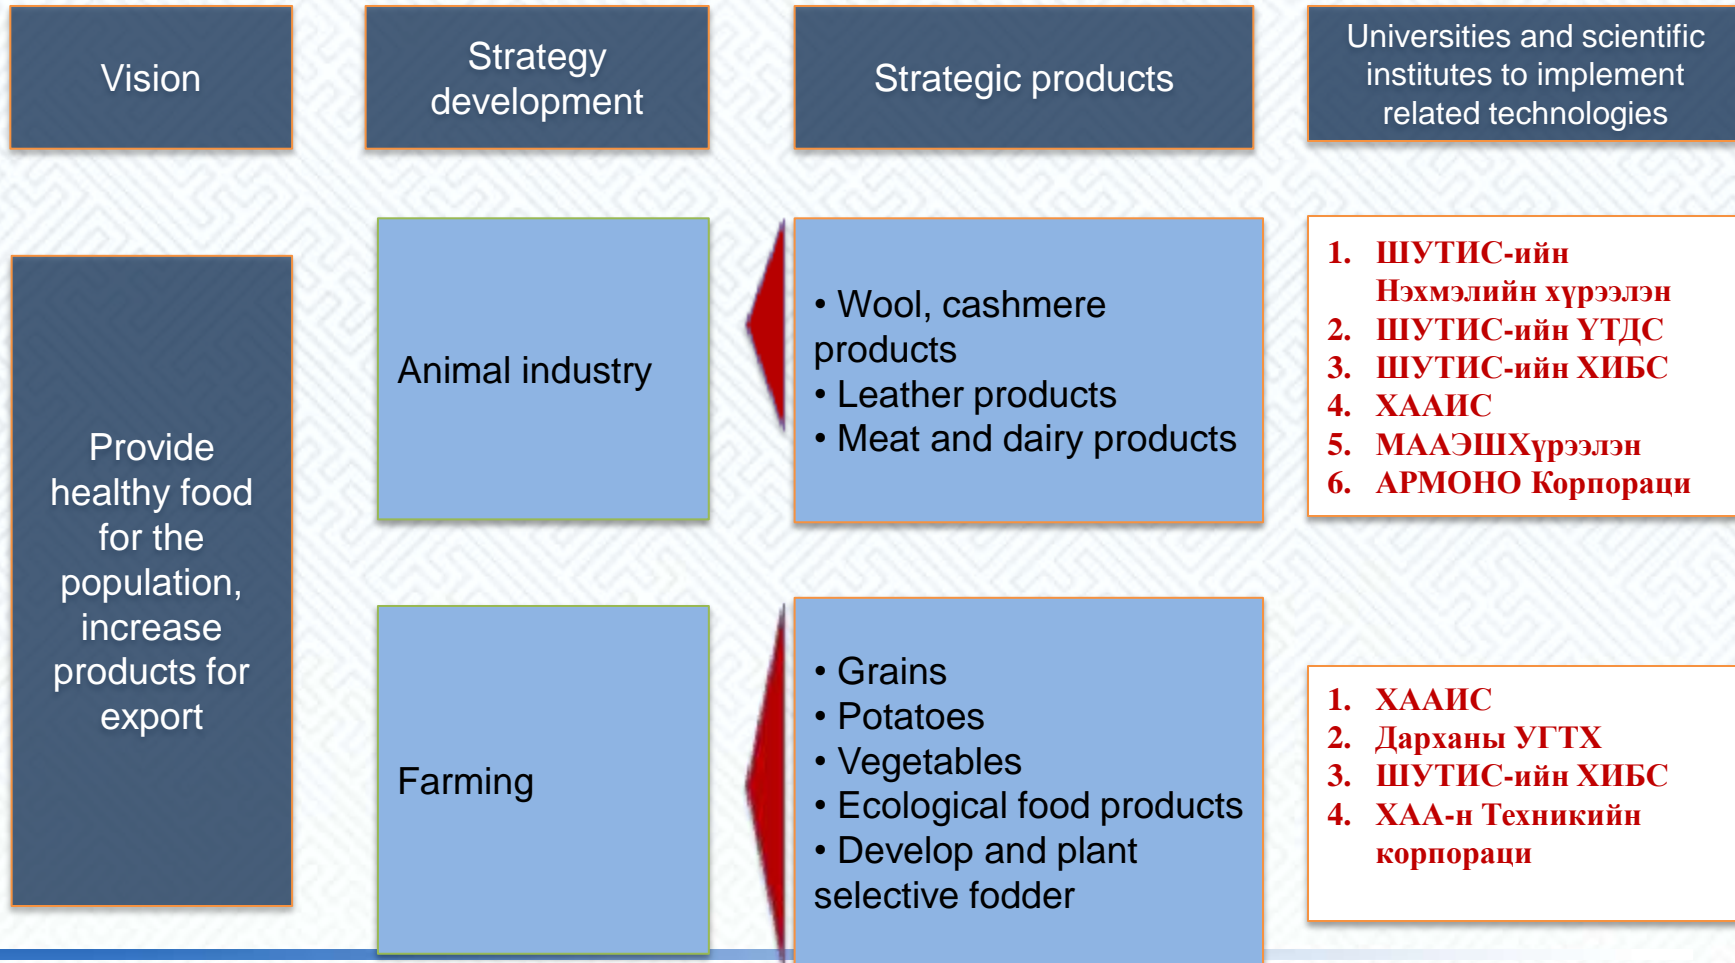 Vision
Strategy
development
Strategic products
Universities and scientific
institutes to implement
related technologies
Provide
healthy food
for the
population,
increase
products for
export
Animal industry
• Wool, cashmere
products
• Leather products
• Meat and dairy products
1. ШУТИС-ийн
Нэхмэлийн хүрээлэн
2. ШУТИС-ийн ҮТДС
3. ШУТИС-ийн ХИБС
4. ХААИС
5. МААЭШХүрээлэн
6. АРМОНО Корпораци
Farming
• Grains
• Potatoes
• Vegetables
• Ecological food products
• Develop and plant
selective fodder
1. ХААИС
2. Дарханы УГТХ
3. ШУТИС-ийн ХИБС
4. ХАА-н Техникийн
корпораци